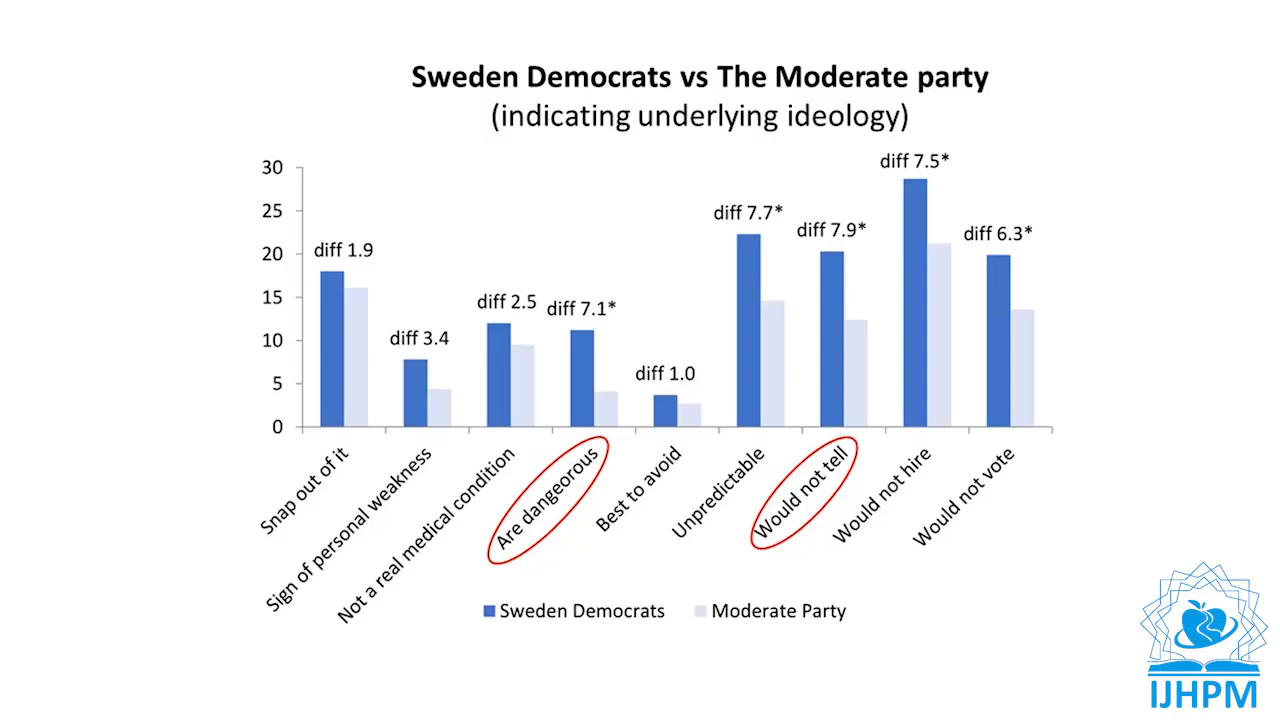 Sweden Democrats vs The Moderate party
(indicating underlying ideology)
30
25
20
15
10
5
0
diff 1.9
diff 3.4
diff 2.5
diff 7.1*
diff 1.0
diff 7.7*
diff 7.9*
diff 7.5*
diff 6.3*
Snap out of it
Sign of personal weakness
Not a real medical condition
Are dangeorous
Best to avoid
Unpredictable
Would not tell
Would not hire
Would not vote
Sweden Democrats
Moderate Party
IJHPM